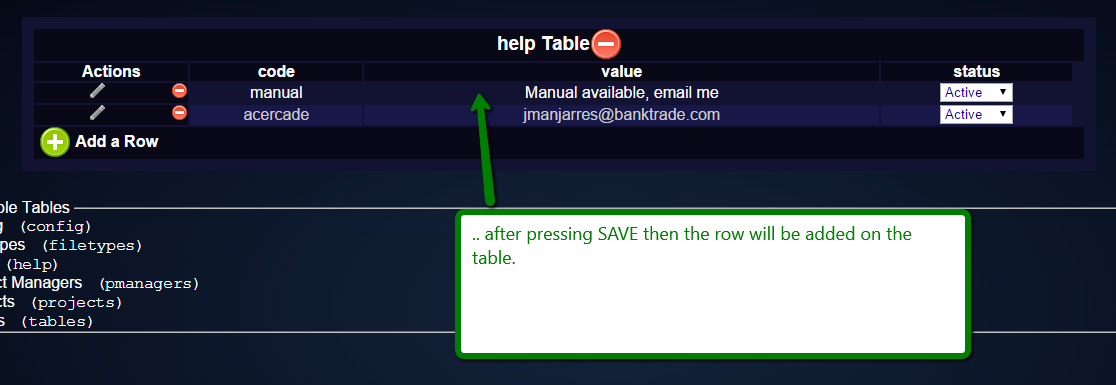 help Table
Actions code value status
manual Manual available, email me Active
acercade jmanjarres@banktrade.com Active
Add a Row
ble Tables
g (config)
pes (filetypes)
(help)
ct Managers (pmanagers)
cts (projects)
s (tables)
.. after pressing SAVE then the row will be added on the
table.